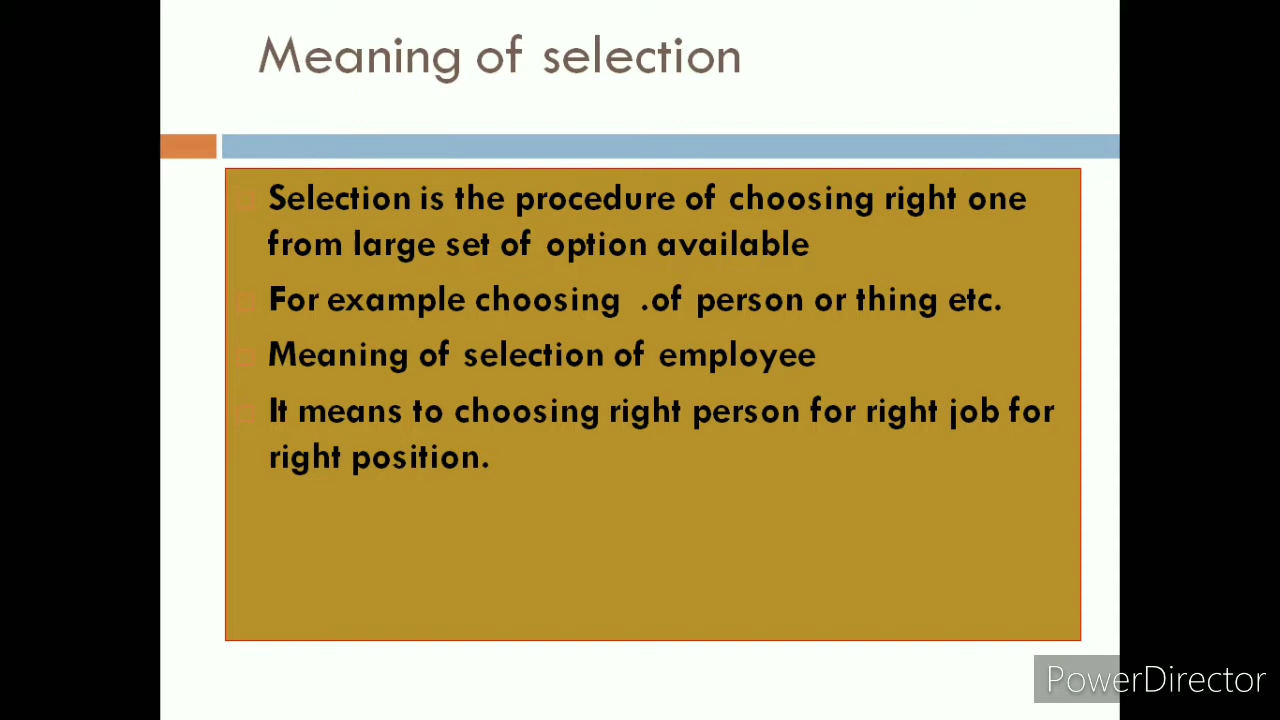 Meaning of selection
Selection is the procedure of choosing right one
from large set of option available
For example choosing .of person or thing etc.
Meaning of selection of employee
It means to choosing right person for right job for
right position.
PowerDirector